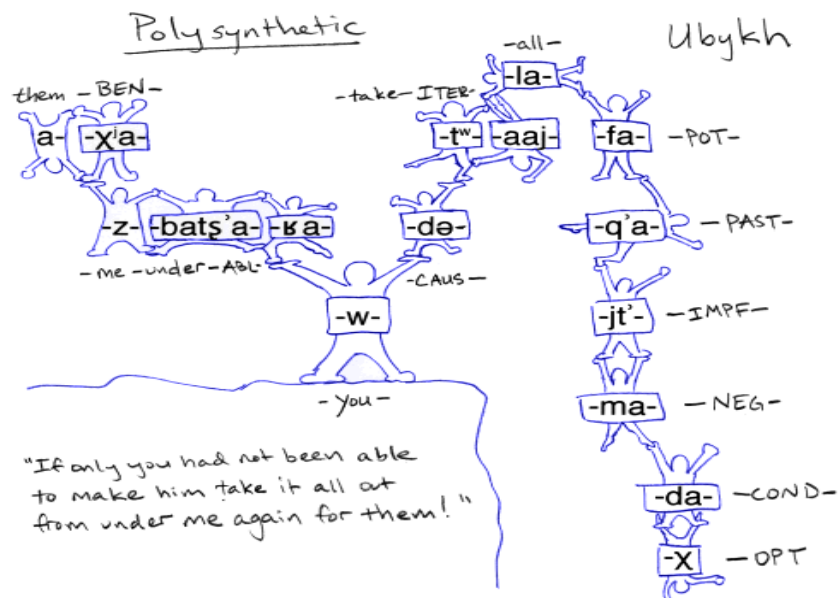 Polysynthetic
Ubykh
-all-
-la-
them -BEN-
-take- ITER-
a- -χʲa-
-tʷ- -aaj-
-fa- -POT-
-z- -batʂʼa- -ʁa-
-də-
-qʼa- -PAST-
-me -under- ABL-
-CAUS-
-w-
-jtʼ- -IMPF-
-you-
-ma- -NEG-
"If only you had not been able
to make him take it all out
from under me again for them!"
-da- -COND-
-χ -OPT